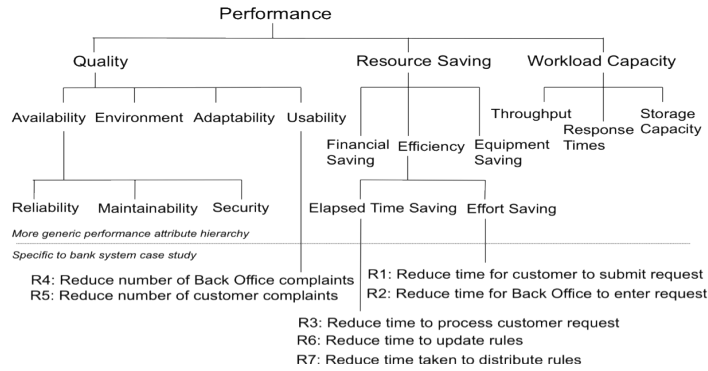 Performance
Quality
Resource Saving
Workload Capacity
Availability
Environment
Adaptability
Usability
Financial
Saving
Efficiency
Equipment
Saving
Throughput
Response
Times
Storage
Capacity
Reliability
Maintainability
Security
Elapsed Time Saving
Effort Saving
More generic performance attribute hierarchy
Specific to bank system case study
R4: Reduce number of Back Office complaints
R5: Reduce number of customer complaints
R1: Reduce time for customer to submit request
R2: Reduce time for Back Office to enter request
R3: Reduce time to process customer request
R6: Reduce time to update rules
R7: Reduce time taken to distribute rules